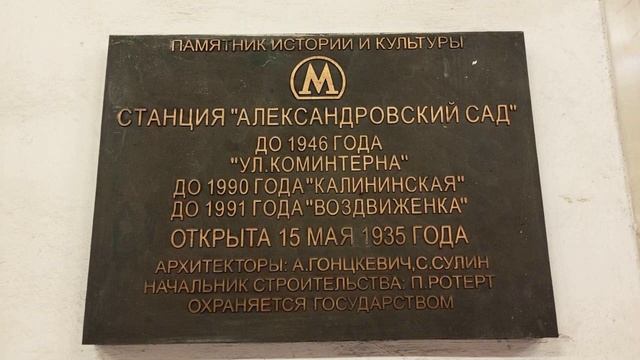 ПАМЯТНИК ИСТОРИИ И КУЛЬТУРЫ
М
СТАНЦИЯ "АЛЕКСАНДРОВСКИЙ САД"
ДО 1946 ГОДА
"УЛ.КОМИНТЕРНА"
ДО 1990 ГОДА "КАЛИНИНСКАЯ"
ДО 1991 ГОДА "ВОЗДВИЖЕНКА"
ОТКРЫТА 15 МАЯ 1935 ГОДА
АРХИТЕКТОРЫ: А.ГОНЦКЕВИЧ,С.СУЛИН
НАЧАЛЬНИК СТРОИТЕЛЬСТВА: П.РОТЕРТ
ОХРАНЯЕТСЯ ГОСУДАРСТВОМ